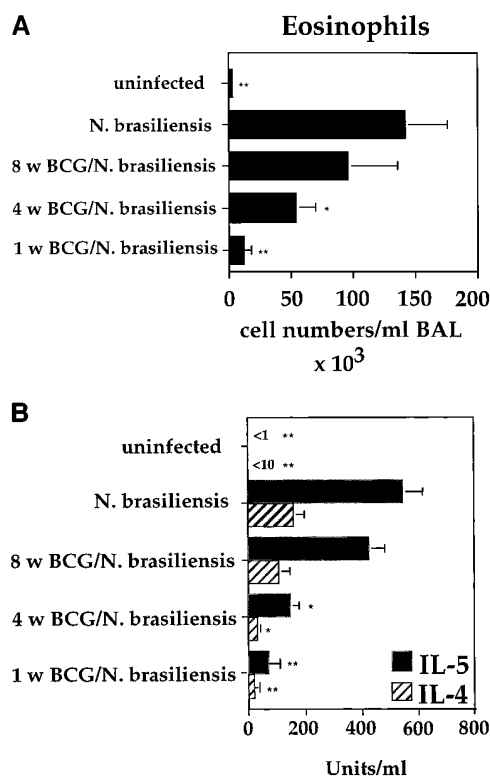 A
Eosinophils
uninfected
**
N. brasiliensis
8 w BCG/N. brasiliensis
4 w BCG/N. brasiliensis
*
1 w BCG/N. brasiliensis
**
0 50 100 150 200
cell numbers/ml BAL
x 10³
B
<1 **
uninfected
<10 **
N. brasiliensis
8 w BCG/N. brasiliensis
4 w BCG/N. brasiliensis
*
*
1 w BCG/N. brasiliensis
**
**
IL-5
IL-4
0 200 400 600 800
Units/ml